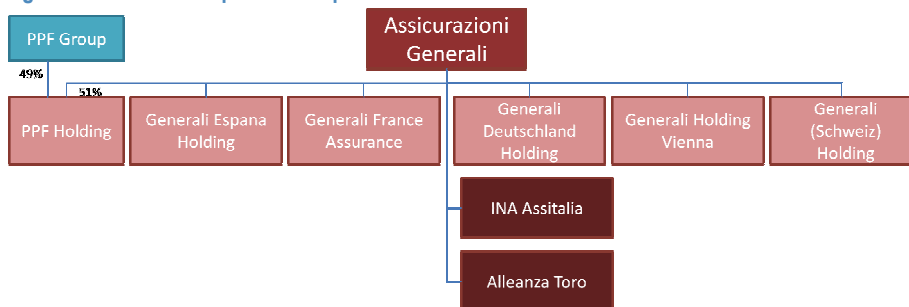 Assicurazioni
Generali
PPF Group
49%
51%
PPF Holding
Generali Espana
Holding
Generali France
Assurance
Generali
Deutschland
Holding
Generali Holding
Vienna
Generali
(Schweiz)
Holding
INA Assitalia
Alleanza Toro